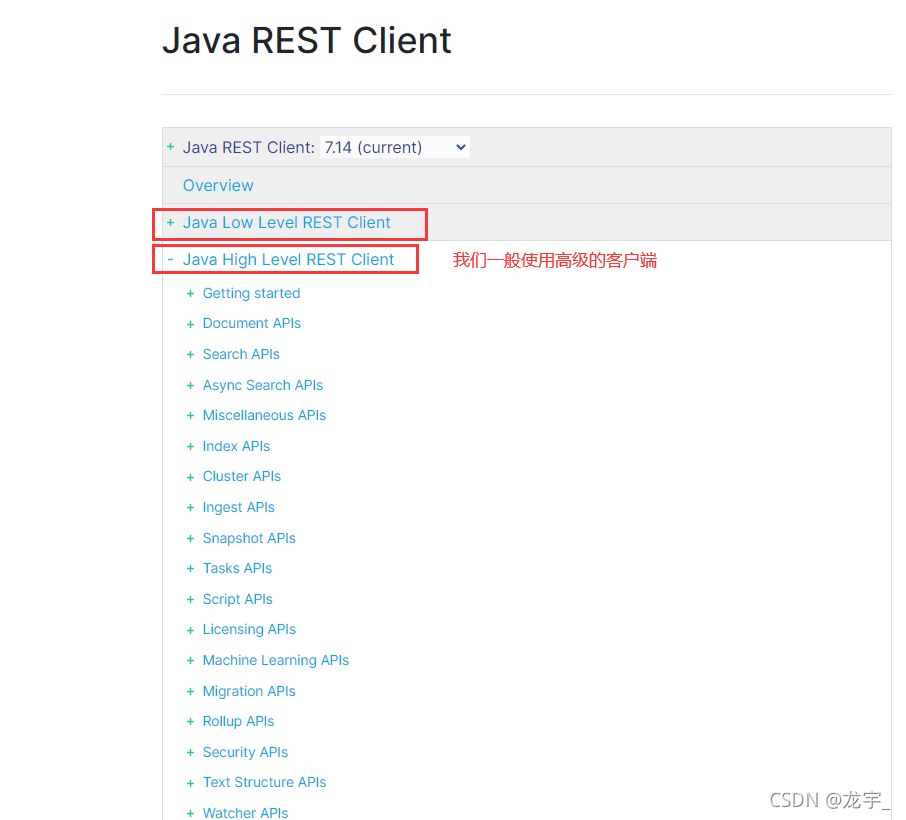 Java REST Client
+ Java REST Client: 7.14 (current)
Overview
+ Java Low Level REST Client
- Java High Level REST Client 我们一般使用高级的客户端
+ Getting started
+ Document APIs
+ Search APIs
+ Async Search APIs
+ Miscellaneous APIs
+ Index APIs
+ Cluster APIs
+ Ingest APIs
+ Snapshot APIs
+ Tasks APIs
+ Script APIs
+ Licensing APIs
+ Machine Learning APIs
+ Migration APIs
+ Rollup APIs
+ Security APIs
+ Text Structure APIs
+ Watcher APIs
CSDN @龙宇_